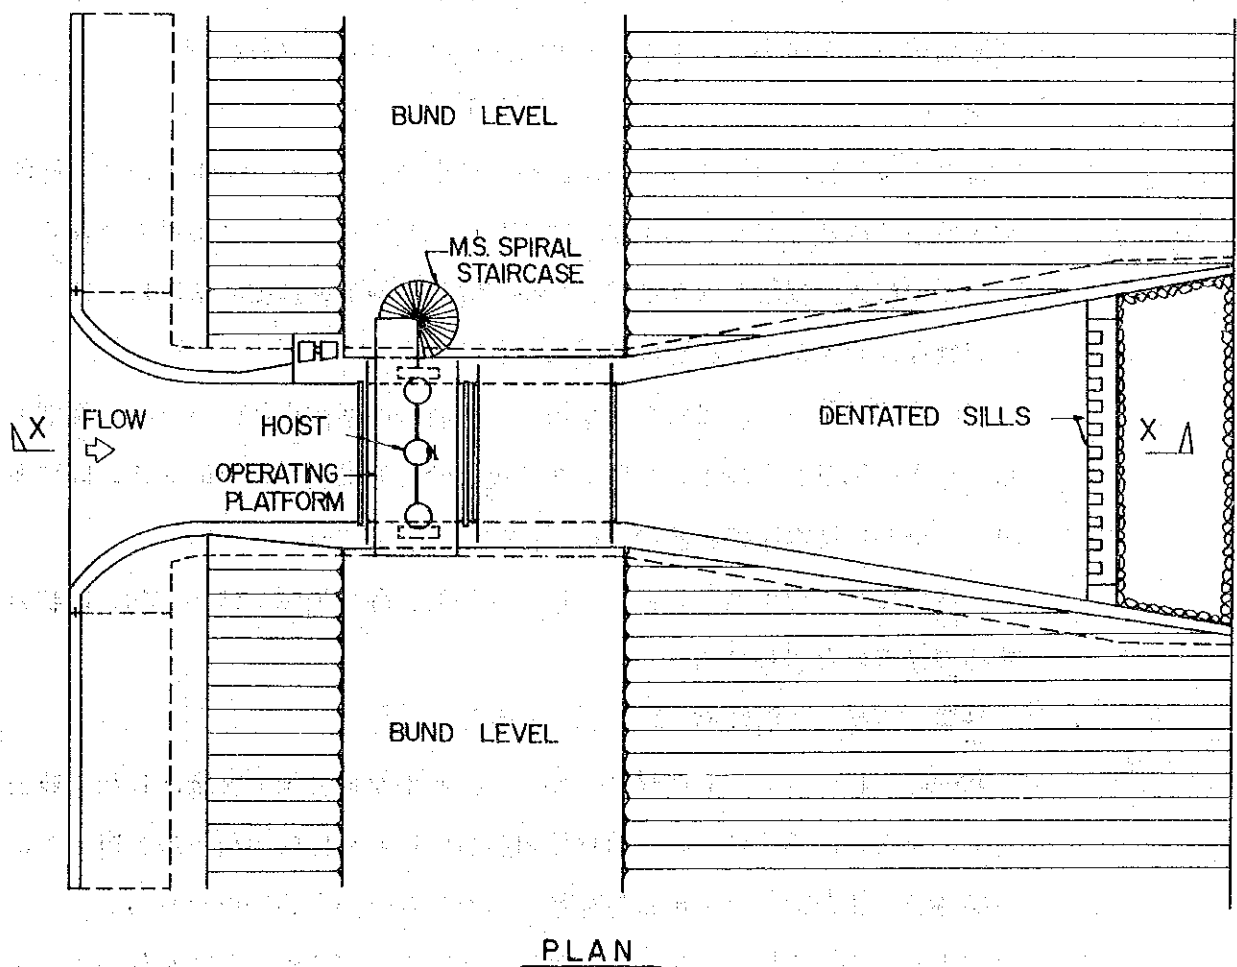 BUND LEVEL
M.S. SPIRAL
STAIRCASE
X
FLOW
HOIST
OPERATING
PLATFORM
DENTATED SILLS
X
BUND LEVEL
PLAN